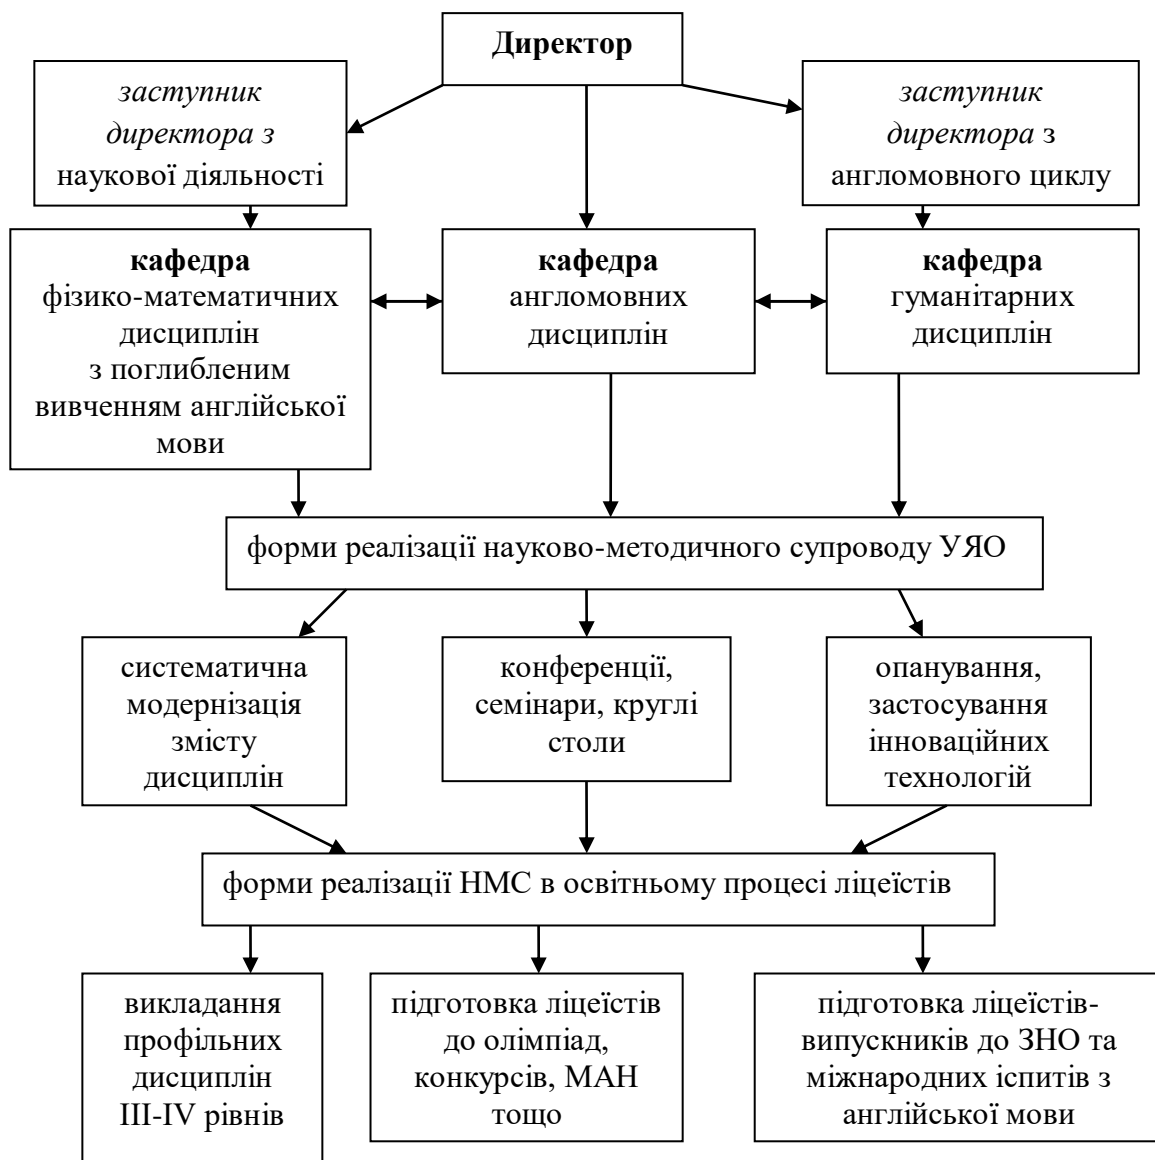 Директор
заступник
директора з
наукової діяльності
заступник
директора з
англомовного циклу
кафедра
фізико-математичних
дисциплін
з поглибленим
вивченням англійської
мови
кафедра
англомовних
дисциплін
кафедра
гуманітарних
дисциплін
форми реалізації науково-методичного супроводу УЯО
систематична
модернізація
змісту
дисциплін
конференції,
семінари, круглі
столи
опанування,
застосування
інноваційних
технологій
форми реалізації НМС в освітньому процесі ліцеїстів
викладання
профільних
дисциплін
III-IV рівнів
підготовка ліцеїстів
до олімпіад,
конкурсів, МАН
тощо
підготовка ліцеїстів-
випускників до ЗНО та
міжнародних іспитів з
англійської мови